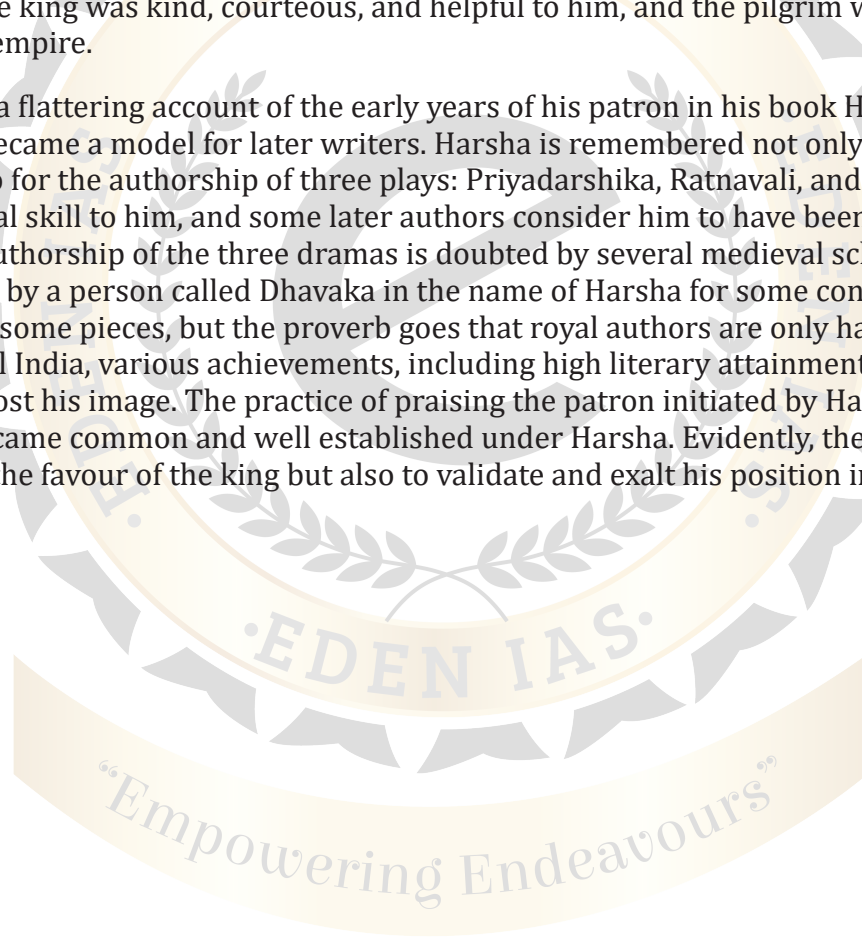 e king was kind, courteous, and helpful to him, and the pilgrim w
empire.
a flattering account of the early years of his patron in his book H
ecame a model for later writers. Harsha is remembered not only
o for the authorship of three plays: Priyadarshika, Ratnavali, and
al skill to him, and some later authors consider him to have been
uthorship of the three dramas is doubted by several medieval sc
by a person called Dhavaka in the name of Harsha for some con
some pieces, but the proverb goes that royal authors are only ha
l India, various achievements, including high literary attainment
ost his image. The practice of praising the patron initiated by Ha
came common and well established under Harsha. Evidently, the
the favour of the king but also to validate and exalt his position i
·EDEN IAS·
·EDEN IAS·
·EDEN IAS·
“Empowering Endeavours”